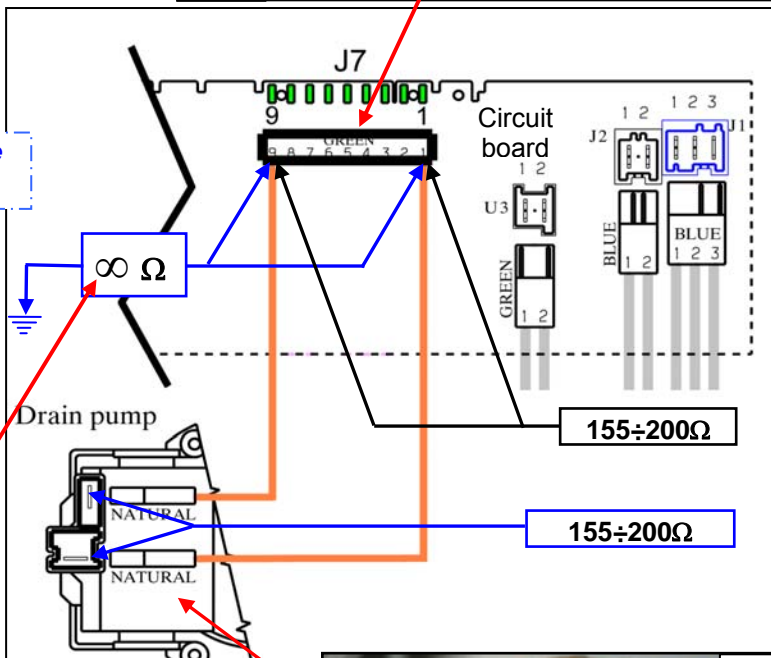 J7
9 1
GREEN
9 8 7 6 5 4 3 2 1
Circuit
board
1 2
U3
GREEN
1 2
1 2
J2
BLUE
1 2
1 2 3
J1
BLUE
1 2 3
e
∞ Ω
155÷200Ω
Drain pump
NATURAL
155÷200Ω
NATURAL